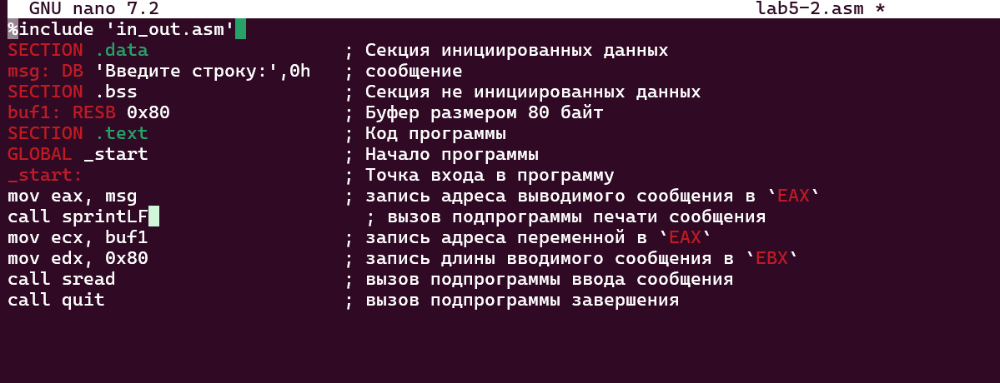 GNU nano 7.2 lab5-2.asm *
%include 'in_out.asm'
SECTION .data ; Секция инициированных данных
msg: DB 'Введите строку:',0h ; сообщение
SECTION .bss ; Секция не инициированных данных
buf1: RESB 0x80 ; Буфер размером 80 байт
SECTION .text ; Код программы
GLOBAL _start ; Начало программы
_start: ; Точка входа в программу
mov eax, msg ; запись адреса выводимого сообщения в `EAX`
call sprintLF ; вызов подпрограммы печати сообщения
mov ecx, buf1 ; запись адреса переменной в `EAX`
mov edx, 0x80 ; запись длины вводимого сообщения в `EBX`
call sread ; вызов подпрограммы ввода сообщения
call quit ; вызов подпрограммы завершения